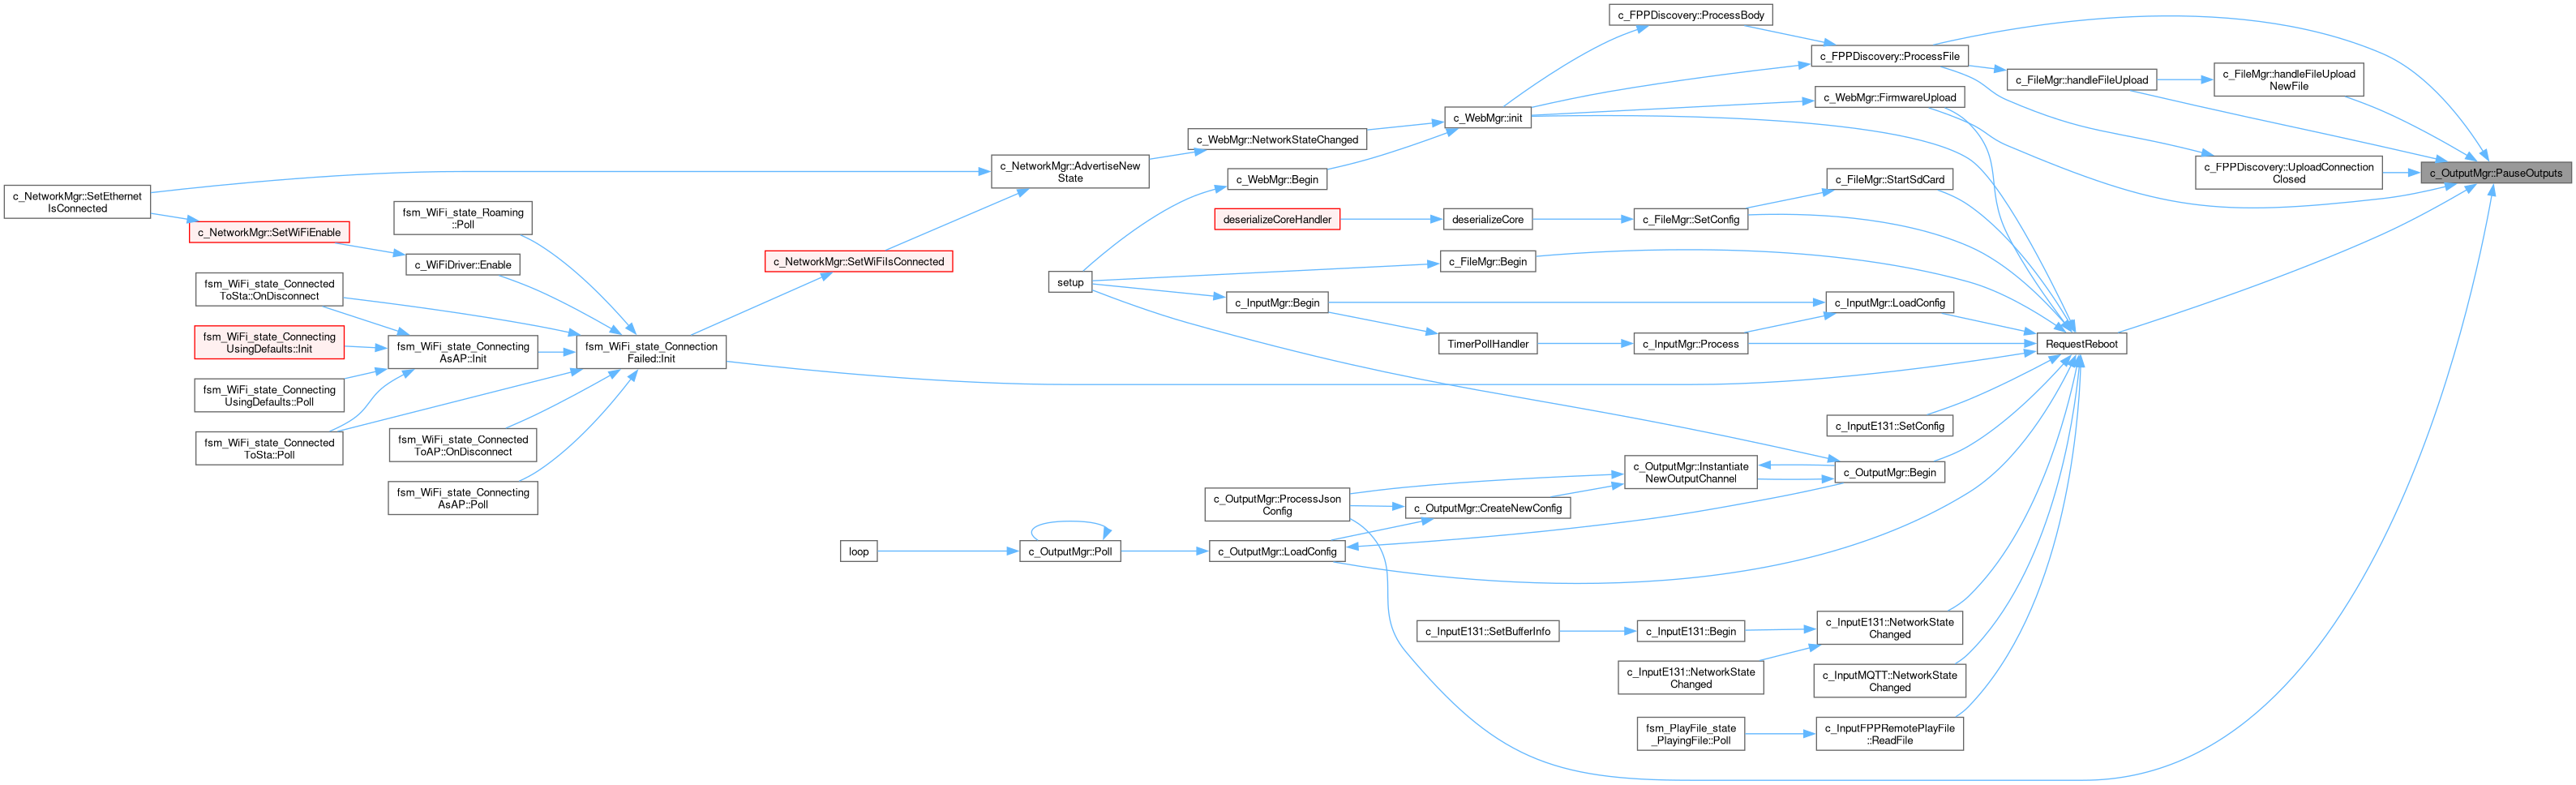 c_FPPDiscovery::ProcessBody
c_FPPDiscovery::ProcessFile
c_FileMgr::handleFileUpload
c_FileMgr::handleFileUpload
NewFile
c_WebMgr::FirmwareUpload
c_WebMgr::init
c_WebMgr::NetworkStateChanged
c_NetworkMgr::AdvertiseNew
State
c_FPPDiscovery::UploadConnection
Closed
c_OutputMgr::PauseOutputs
c_WebMgr::Begin
c_FileMgr::StartSdCard
c_NetworkMgr::SetEthernet
IsConnected
c_NetworkMgr::SetWiFiEnable
fsm_WiFi_state_Roaming
::Poll
deserializeCoreHandler
deserializeCore
c_FileMgr::SetConfig
c_WiFiDriver::Enable
c_NetworkMgr::SetWiFiIsConnected
c_FileMgr::Begin
setup
fsm_WiFi_state_Connected
ToSta::OnDisconnect
c_InputMgr::Begin
c_InputMgr::LoadConfig
fsm_WiFi_state_Connecting
UsingDefaults::Init
fsm_WiFi_state_Connecting
AsAP::Init
fsm_WiFi_state_Connection
Failed::Init
TimerPollHandler
c_InputMgr::Process
RequestReboot
fsm_WiFi_state_Connecting
UsingDefaults::Poll
fsm_WiFi_state_Connected
ToSta::Poll
fsm_WiFi_state_Connected
ToAP::OnDisconnect
c_InputE131::SetConfig
fsm_WiFi_state_Connecting
AsAP::Poll
c_OutputMgr::Instantiate
NewOutputChannel
c_OutputMgr::Begin
c_OutputMgr::ProcessJson
Config
c_OutputMgr::CreateNewConfig
loop
c_OutputMgr::Poll
c_OutputMgr::LoadConfig
c_InputE131::SetBufferInfo
c_InputE131::Begin
c_InputE131::NetworkState
Changed
c_InputE131::NetworkState
Changed
c_InputMQTT::NetworkState
Changed
fsm_PlayFile_state
_PlayingFile::Poll
c_InputFPPRemotePlayFile
::ReadFile